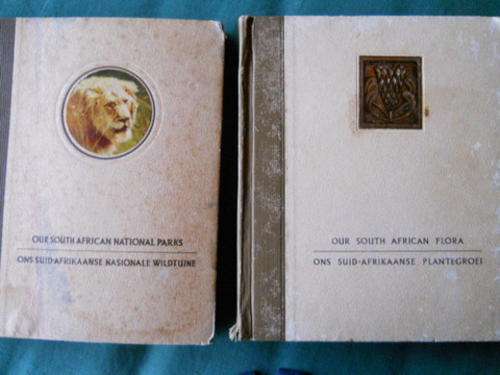 OUR SOUTH AFRICAN NATIONAL PARKS
ONS SUID-AFRIKAANSE NASIONALE WILDTUINE
OUR SOUTH AFRICAN FLORA
ONS SUID-AFRIKAANSE PLANTEGROEI